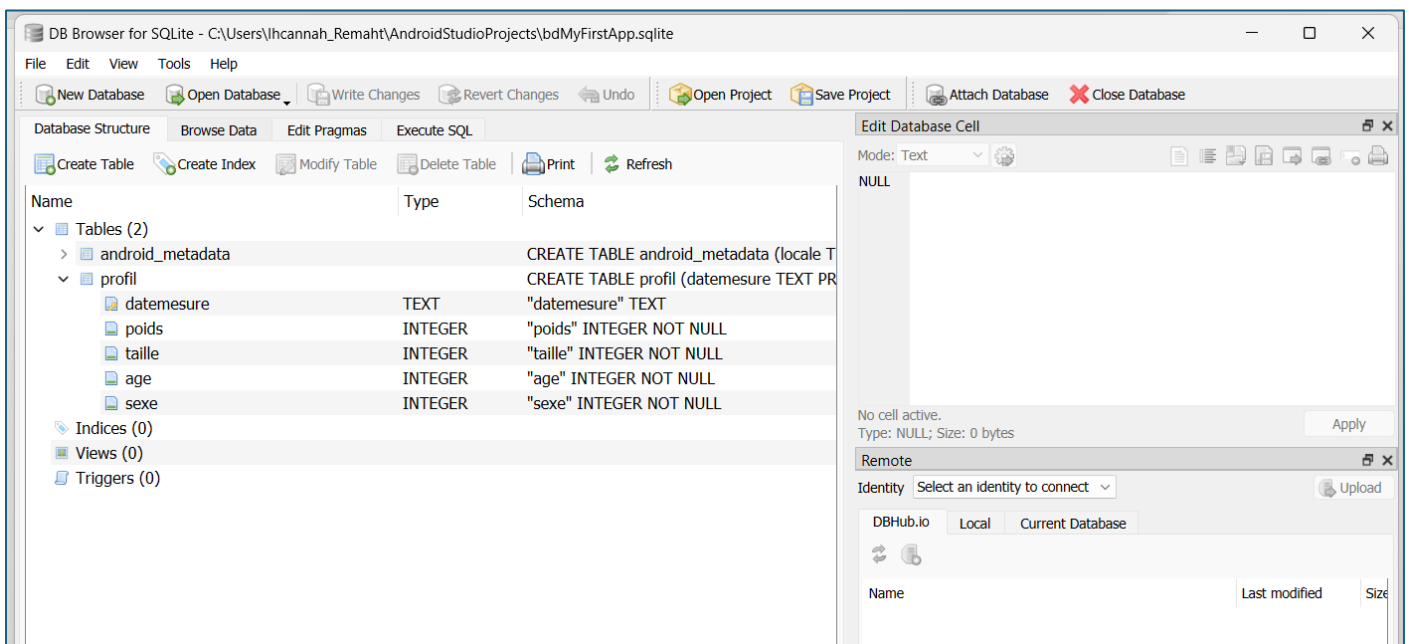 DB Browser for SQLite - C:\Users\Ihcannah_Remaht\AndroidStudioProjects\bdMyFirstApp.sqlite
File Edit View Tools Help
New Database Open Database Write Changes Revert Changes Undo Open Project Save Project Attach Database Close Database
Database Structure Browse Data Edit Pragmas Execute SQL
Create Table Create Index Modify Table Delete Table Print Refresh
Name Type Schema
Tables (2)
android_metadata CREATE TABLE android_metadata (locale T
profil CREATE TABLE profil (datemesure TEXT PR
datemesure TEXT "datemesure" TEXT
poids INTEGER "poids" INTEGER NOT NULL
taille INTEGER "taille" INTEGER NOT NULL
age INTEGER "age" INTEGER NOT NULL
sexe INTEGER "sexe" INTEGER NOT NULL
Indices (0)
Views (0)
Triggers (0)
Edit Database Cell
Mode: Text
NULL
No cell active.
Type: NULL; Size: 0 bytes
Apply
Remote
Identity Select an identity to connect Upload
DBHub.io Local Current Database
Name Last modified Size